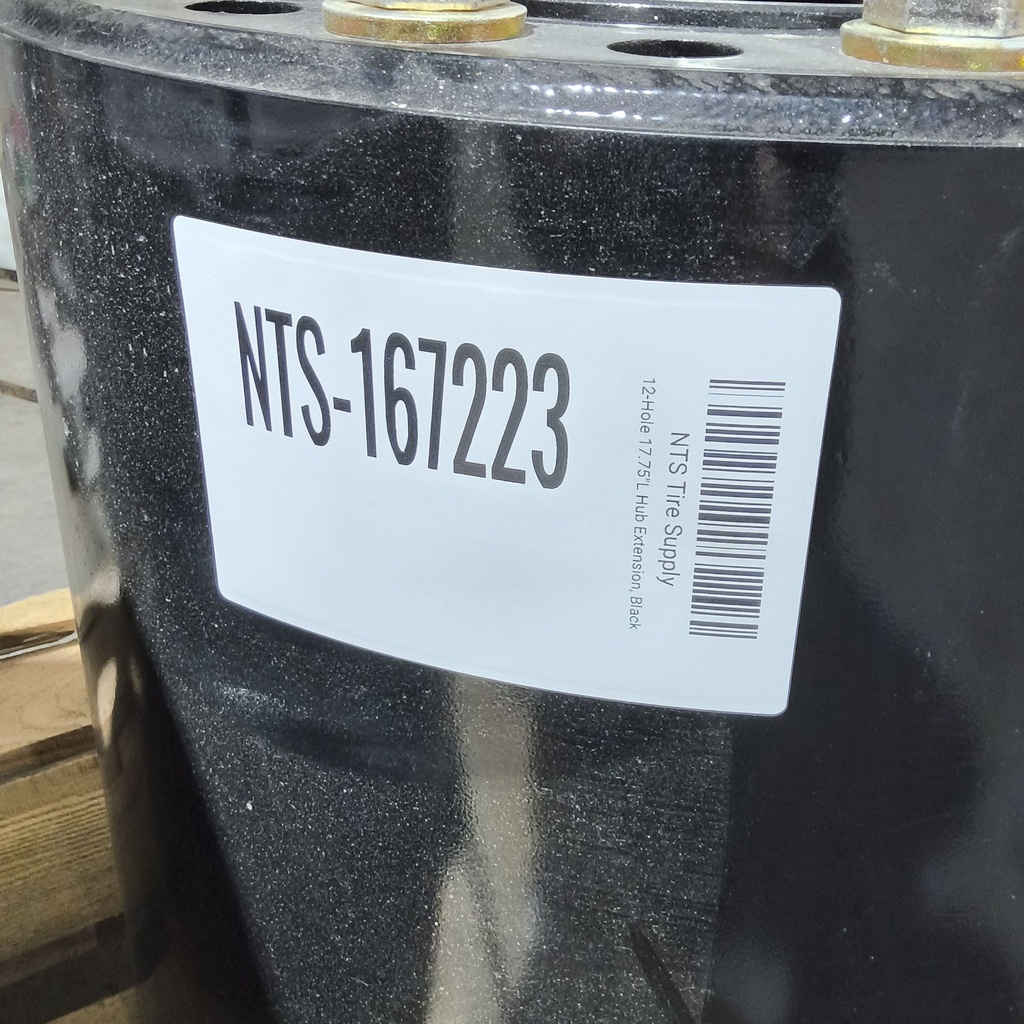 NTS-167223
NTS Tire Supply
12-Hole 17.75"L Hub Extension, Black